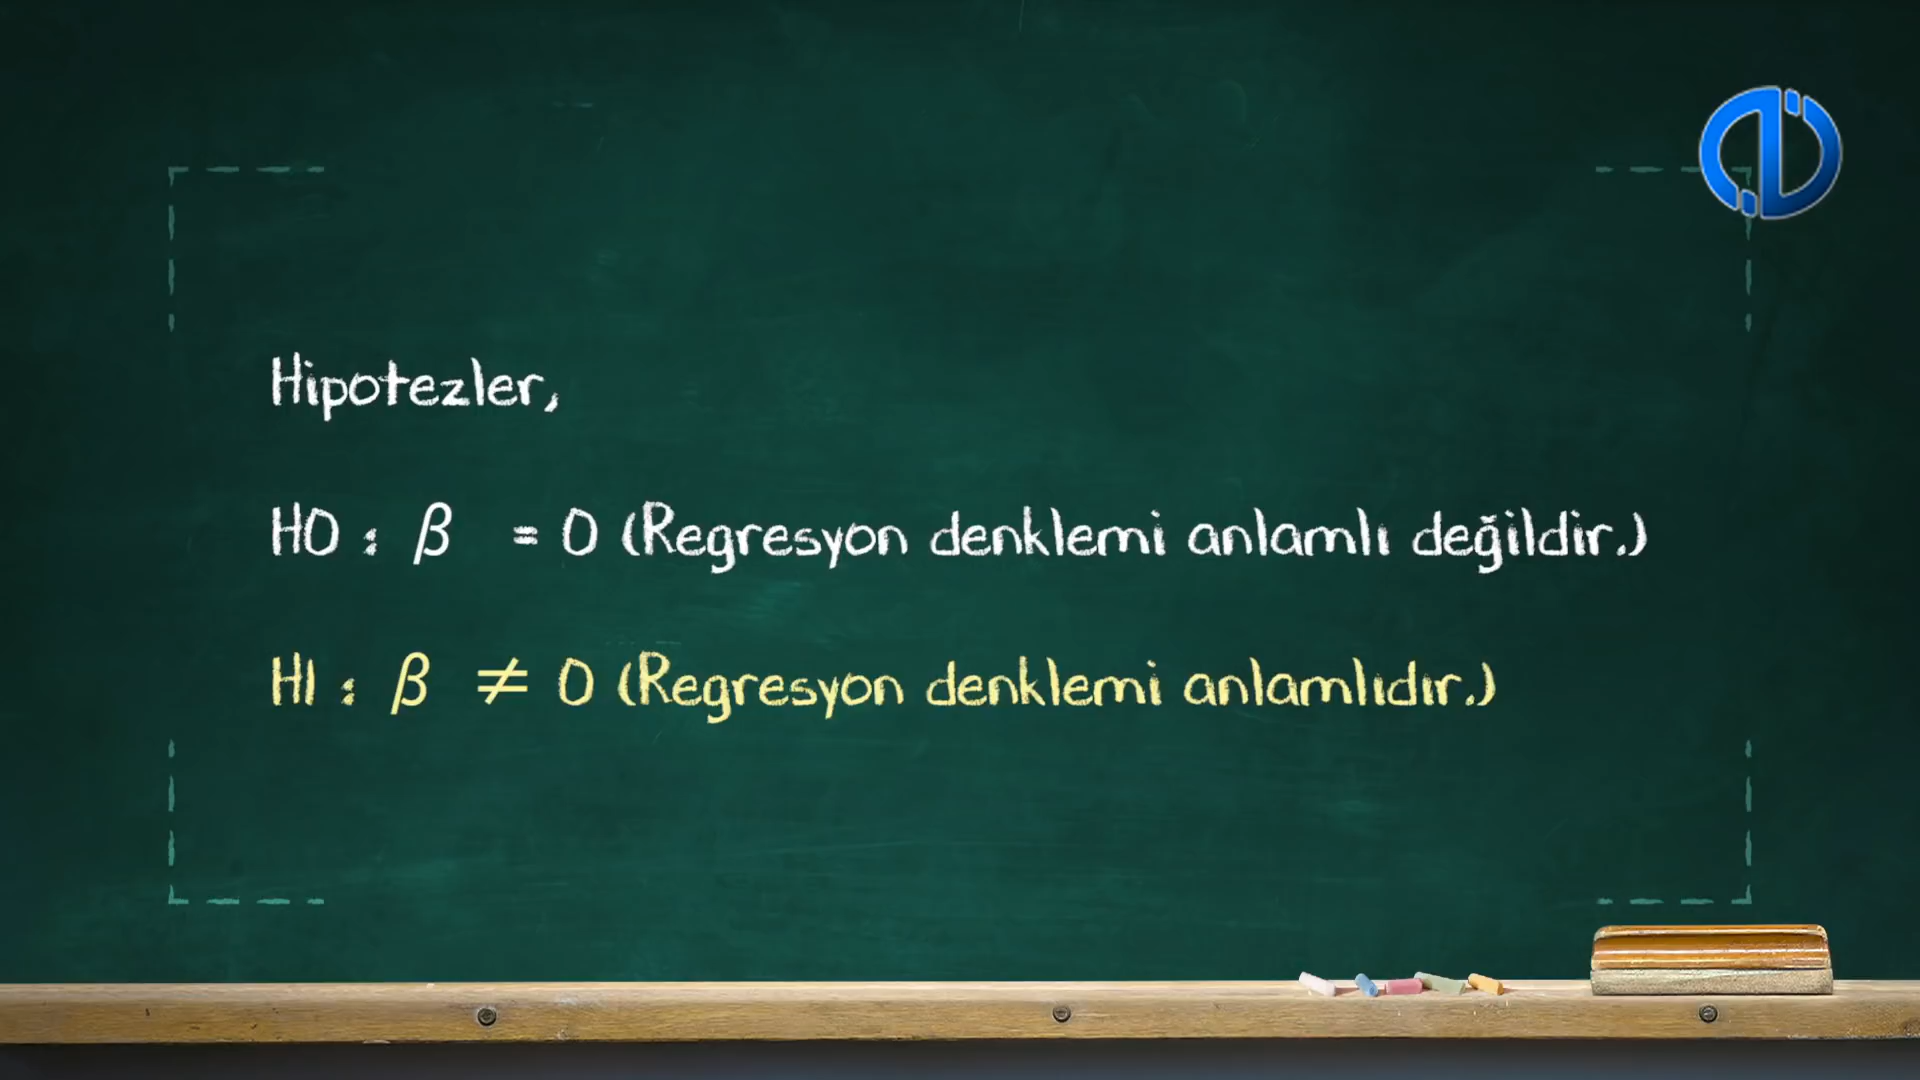 Hipotezler,
H0 : β = 0 (Regresyon denklemi anlamlı değildir.)
H1 : β ≠ 0 (Regresyon denklemi anlamlıdır.)